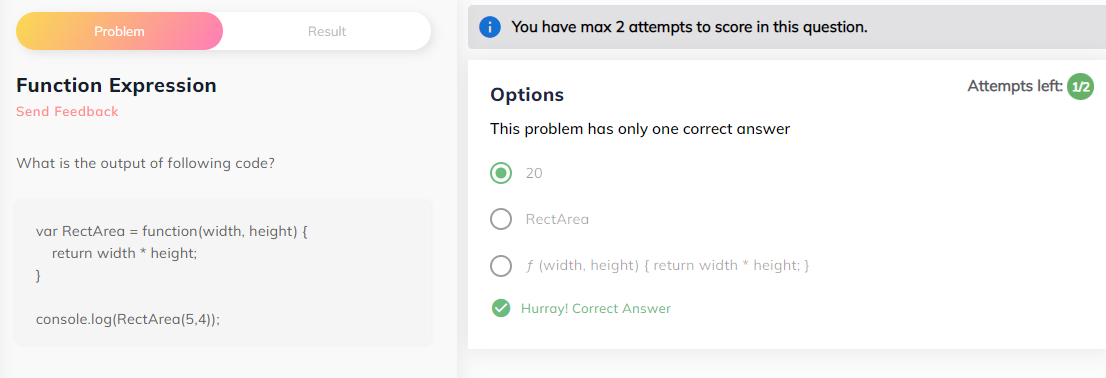 Problem
Result
Function Expression
Send Feedback
What is the output of following code?
var RectArea = function(width, height) {
return width * height;
}
console.log(RectArea(5,4));
You have max 2 attempts to score in this question.
Attempts left: 1/2
Options
This problem has only one correct answer
20
RectArea
ƒ (width, height) { return width * height; }
Hurray! Correct Answer